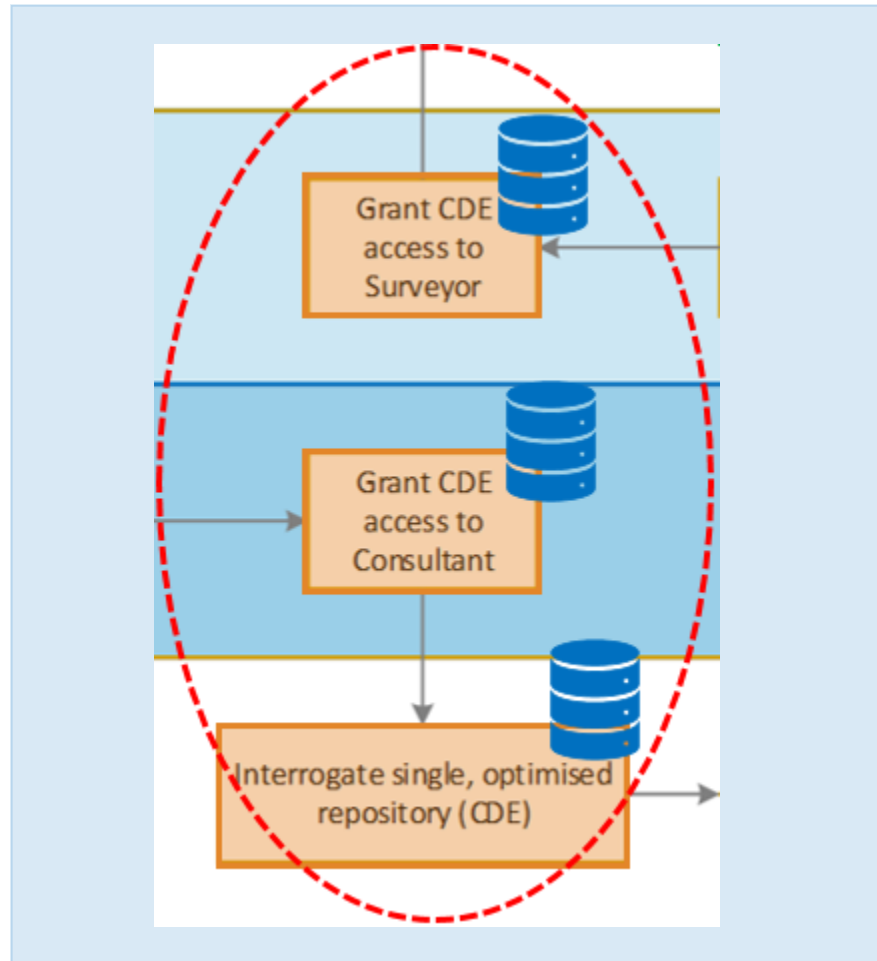 Grant CDE
access to
Surveyor
Grant CDE
access to
Consultant
Interrogate single, optimised
repository (CDE)